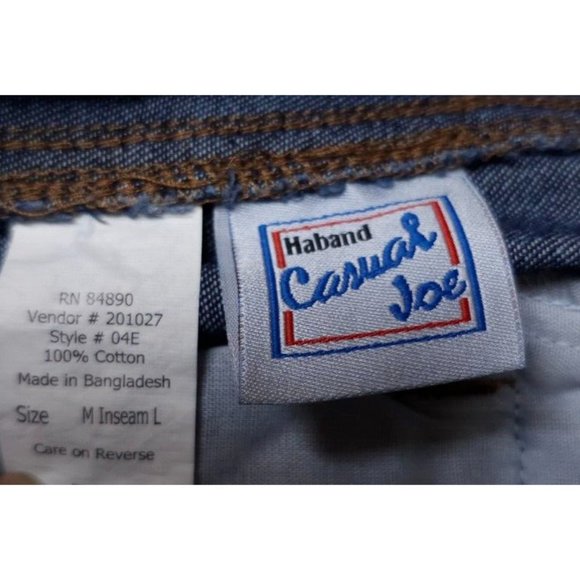 RN 84890
Vendor # 201027
Style # 04E
100% Cotton
Made in Bangladesh
Size M Inseam L
Care on Reverse
Haband
Casual
Joe